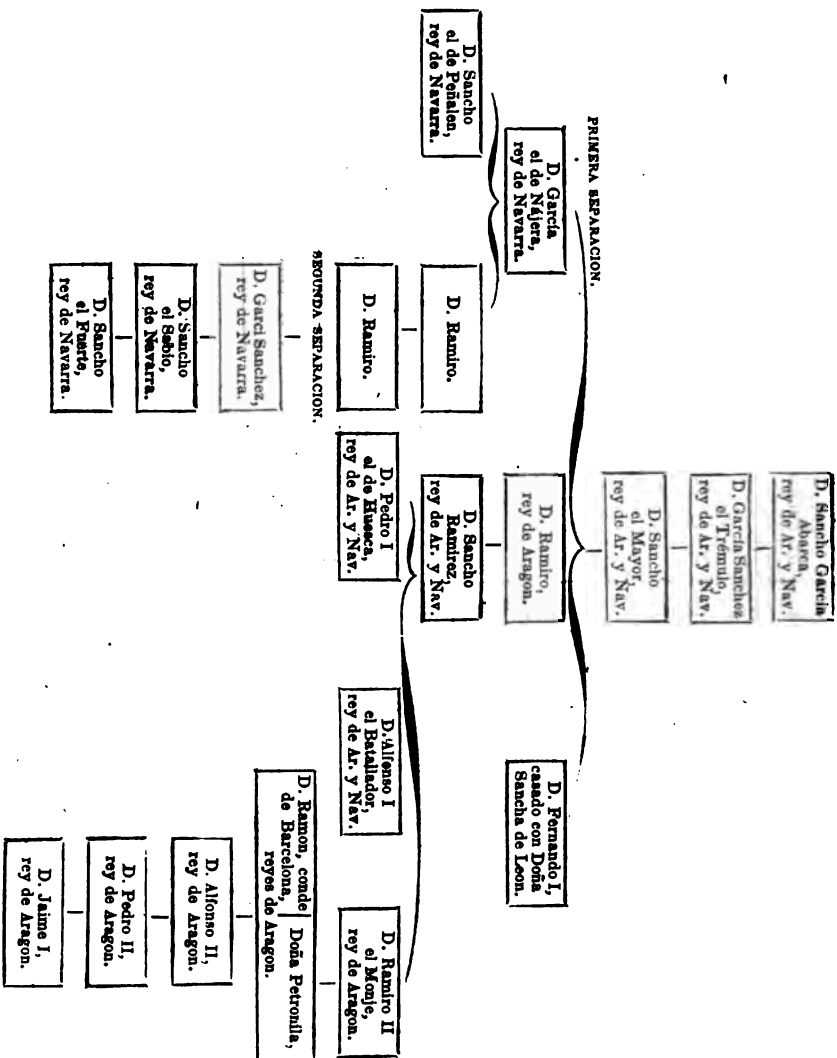 D. Sancho García
Abarca,
rey de Ar. y Nav.
D. García Sanchez
el Trémulo,
rey de Ar. y Nav.
D. Sancho
el Mayor,
rey de Ar. y Nav.
PRIMERA SEPARACION.
D. García
el de Nájera,
rey de Navarra.
D. Ramiro,
rey de Aragon.
D. Fernando I,
casado con Doña
Sancha de Leon.
D. Sancho
el de Peñalen,
rey de Navarra.
D. Ramiro.
D. Sancho
Ramirez,
rey de Ar. y Nav.
D. Ramiro.
D. Pedro I
el de Huesca,
rey de Ar. y Nav.
D. Alfonso I
el Batallador,
rey de Ar. y Nav.
D. Ramiro II
el Monje,
rey de Aragon.
SEGUNDA SEPARACION.
D. Garci Sanchez,
rey de Navarra.
D. Ramon, conde
de Barcelona,
Doña Petronila,
reyes de Aragon.
D. Sancho
el Sabio,
rey de Navarra.
D. Alfonso II,
rey de Aragon.
D. Sancho
el Fuerte,
rey de Navarra.
D. Pedro II,
rey de Aragon.
D. Jaime I,
rey de Aragon.